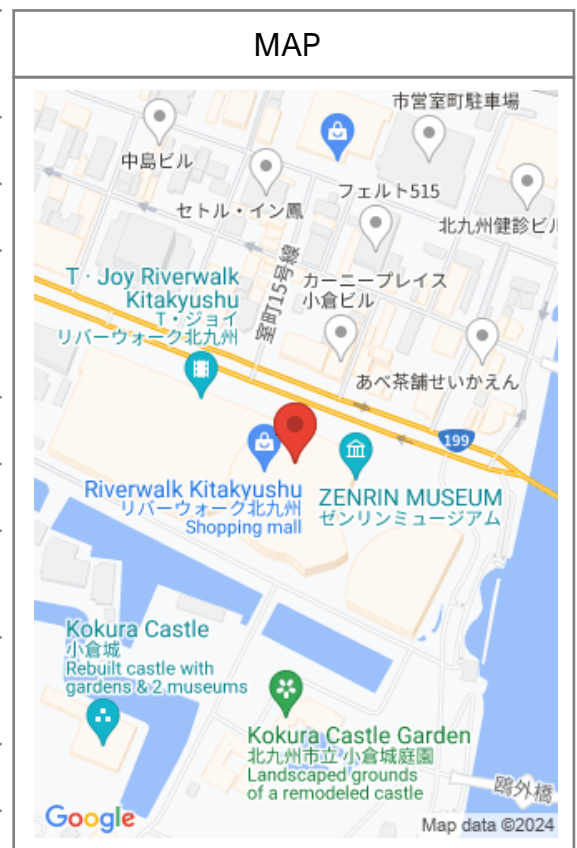 MAP
市営室町駐車場
中島ビル
フェルト515
セトル・イン鳳
北九州健診ビル
室町15号線
T・Joy Riverwalk
Kitakyushu
T・ジョイ
リバーウォーク北九州
カーニープレイス
小倉ビル
あべ茶舗せいかえん
199
Riverwalk Kitakyushu
リバーウォーク北九州
Shopping mall
ZENRIN MUSEUM
ゼンリンミュージアム
Kokura Castle
小倉城
Rebuilt castle with
gardens & 2 museums
Kokura Castle Garden
北九州市立 小倉城庭園
Landscaped grounds
of a remodeled castle
鴎外橋
Google
Map data ©2024